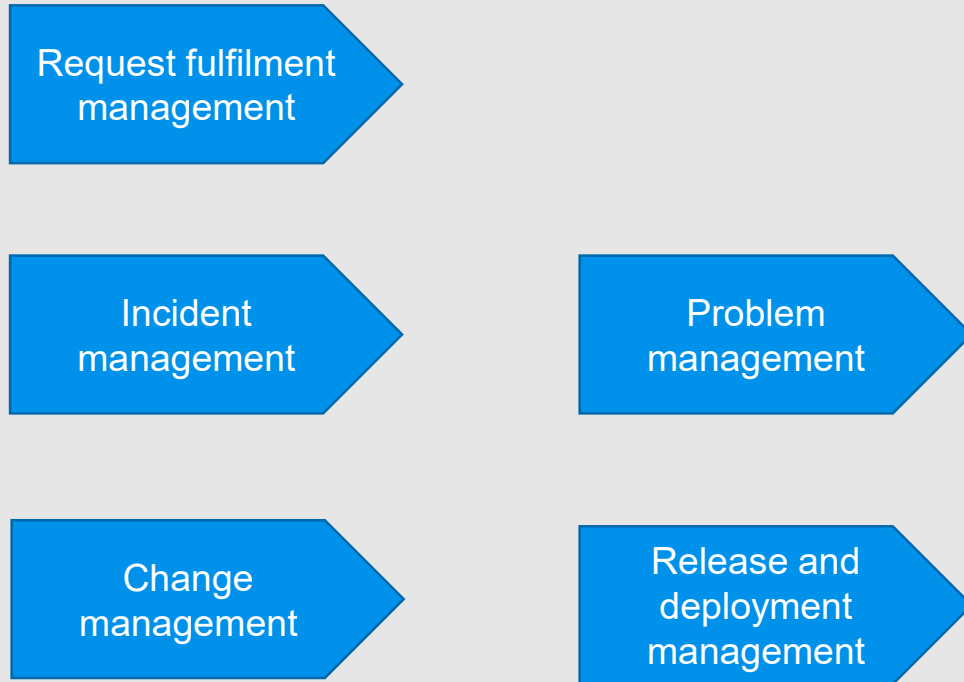 Request fulfilment
management
Incident
management
Problem
management
Change
management
Release and
deployment
management